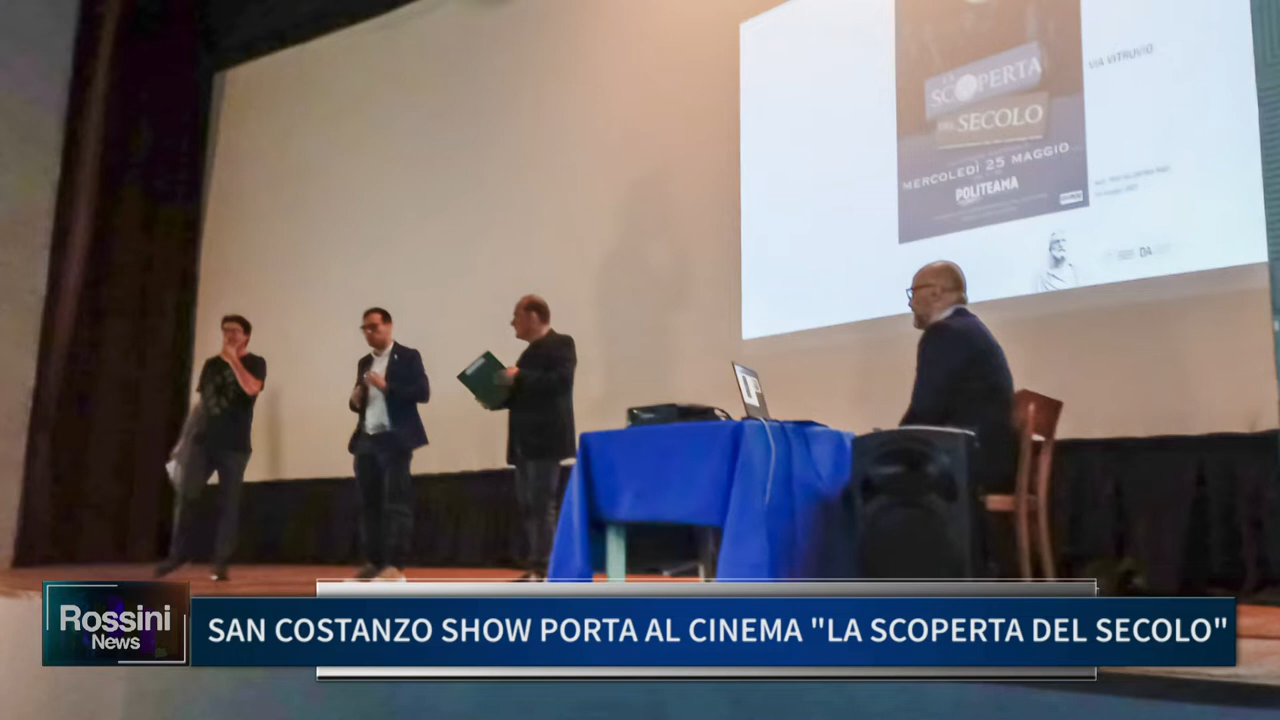 LA
SCOPERTA
DEL SECOLO
MERCOLEDÌ 25 MAGGIO
POLITEAMA
VIA VITRUVIO
DA
Rossini
News
SAN COSTANZO SHOW PORTA AL CINEMA "LA SCOPERTA DEL SECOLO"